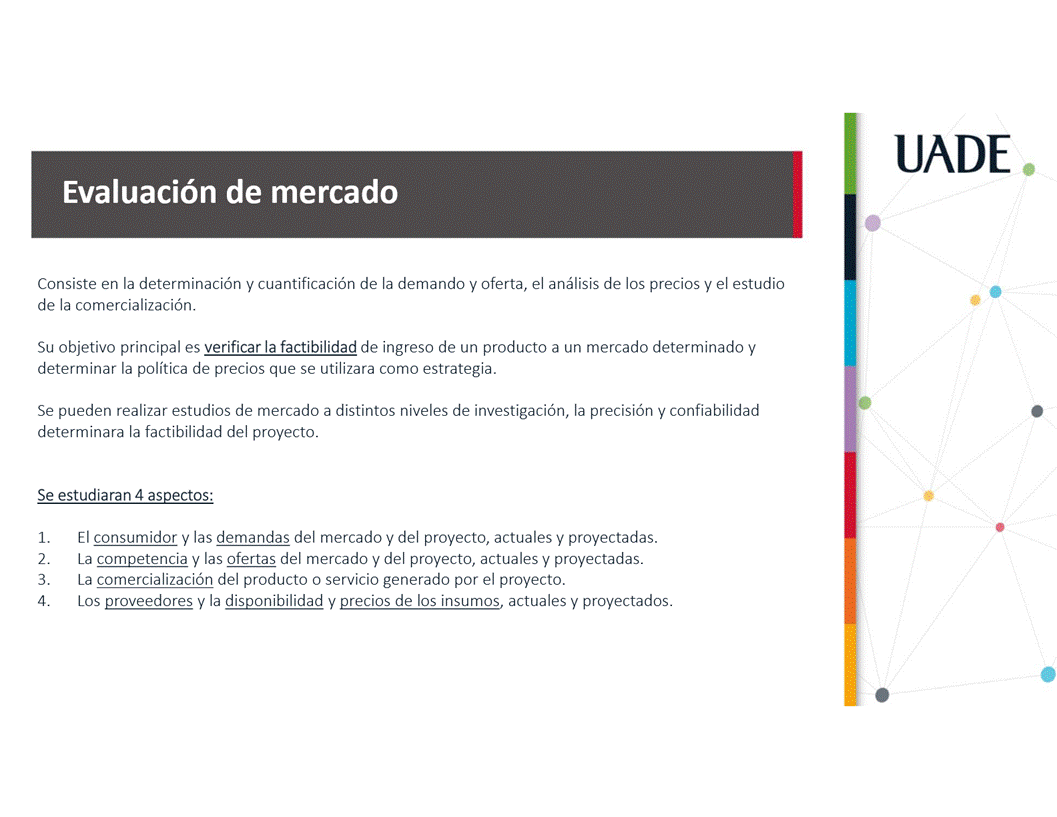 UADE
Evaluación de mercado
Consiste en la determinación y cuantificación de la demando y oferta, el análisis de los precios y el estudio
de la comercialización.
Su objetivo principal es verificar la factibilidad de ingreso de un producto a un mercado determinado y
determinar la política de precios que se utilizara como estrategia.
Se pueden realizar estudios de mercado a distintos niveles de investigación, la precisión y confiabilidad
determinara la factibilidad del proyecto.
Se estudiaran 4 aspectos:
1. El consumidor y las demandas del mercado y del proyecto, actuales y proyectadas.
2. La competencia y las ofertas del mercado y del proyecto, actuales y proyectadas.
3. La comercialización del producto o servicio generado por el proyecto.
4. Los proveedores y la disponibilidad y precios de los insumos, actuales y proyectados.